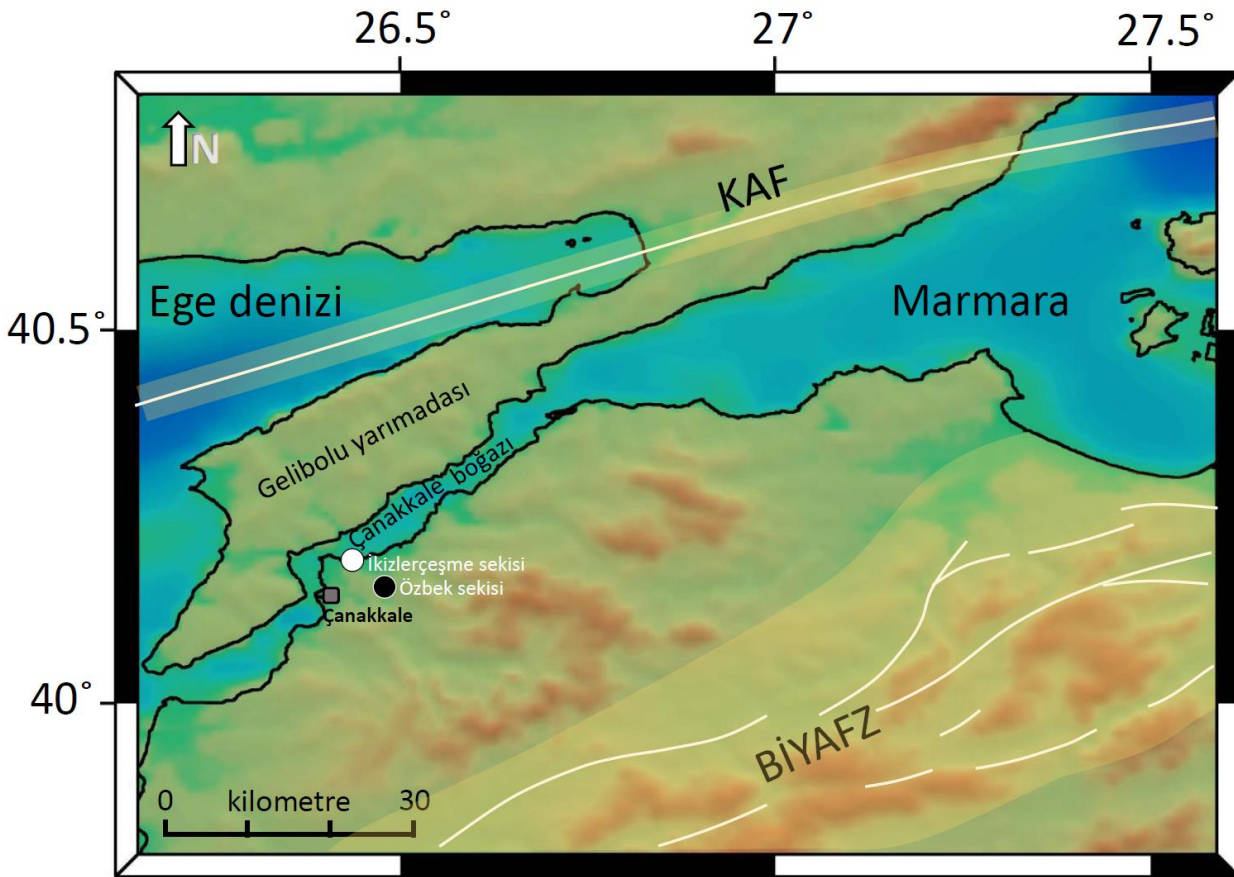 26.5°
27°
27.5°
N
KAF
Ege denizi
Marmara
40.5°
Gelibolu yarımadası
Çanakkale boğazı
İkizlerçeşme sekisi
Özbek sekisi
Çanakkale
40°
BİYAFZ
0 kilometre 30